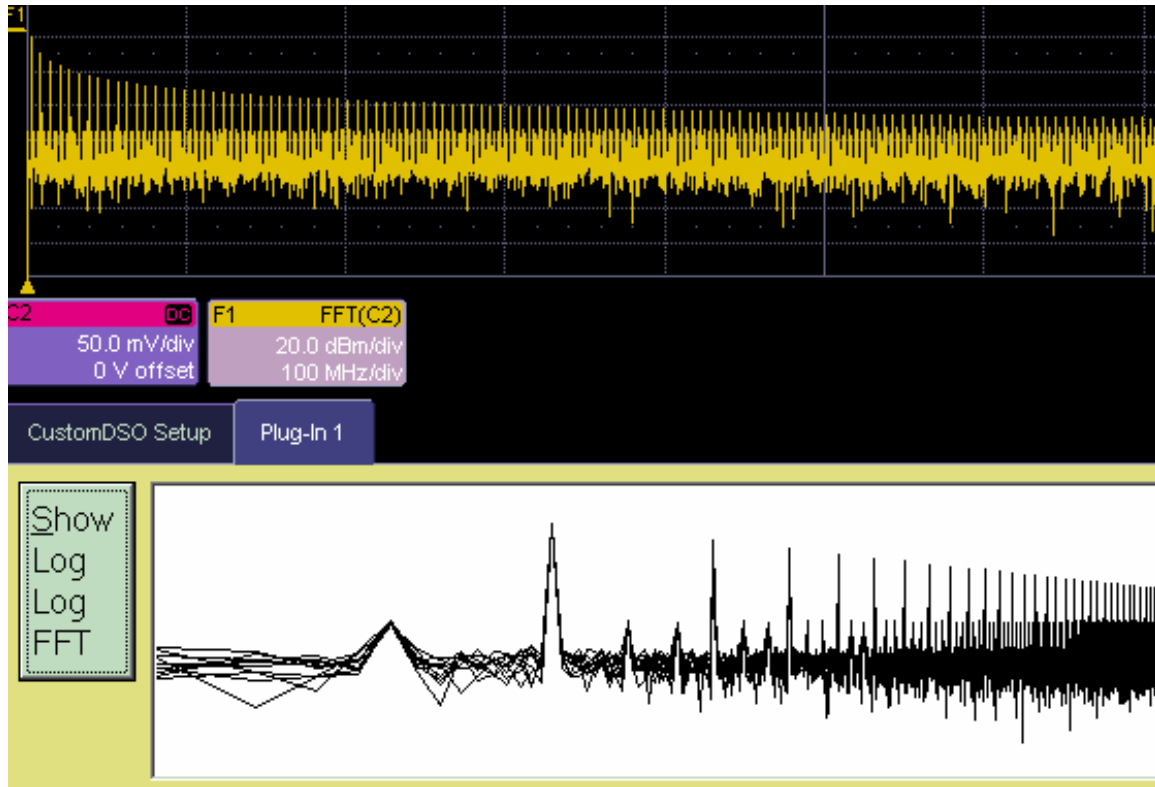 F1
C2 DC
50.0 mV/div
0 V offset
F1 FFT(C2)
20.0 dBm/div
100 MHz/div
CustomDSO Setup
Plug-In 1
Show
Log
Log
FFT